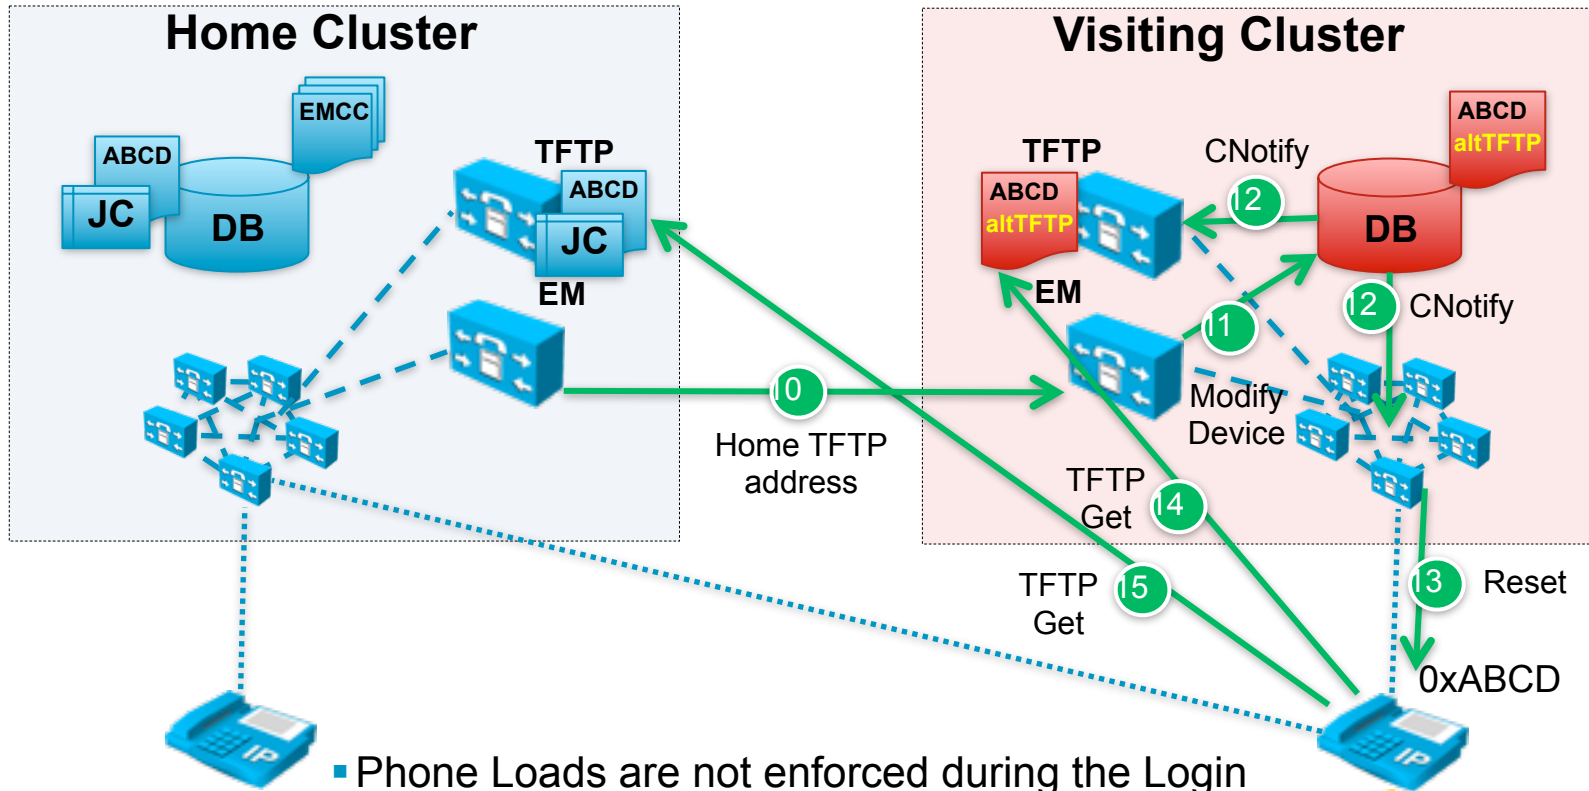 Home Cluster
Visiting Cluster
EMCC
ABCD
JC
DB
TFTP
ABCD
JC
EM
TFTP
CNotify
ABCD
altTFTP
ABCD
altTFTP
12
DB
EM
11
12
CNotify
10
Home TFTP
address
Modify
Device
TFTP
Get
14
TFTP
Get
15
13
Reset
0xABCD
IP
IP
▪ Phone Loads are not enforced during the Login